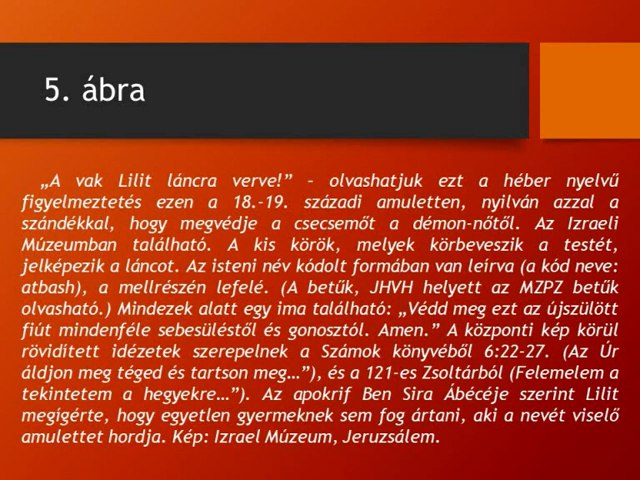 5. ábra
„A vak Lilit láncra verve!” – olvashatjuk ezt a héber nyelvű
figyelmeztetés ezen a 18.-19. századi amuletten, nyilván azzal a
szándékkal, hogy megvédje a csecsemőt a démon-nőtől. Az Izraeli
Múzeumban található. A kis körök, melyek körbeveszik a testét,
jelképezik a láncot. Az isteni név kódolt formában van leírva (a kód neve:
atbash), a mellrészén lefelé. (A betűk, JHVH helyett az MZPZ betűk
olvasható.) Mindezek alatt egy ima található: „Védd meg ezt az újszülött
fiút mindenféle sebesüléstől és gonosztól. Amen.” A központi kép körül
rövidített idézetek szerepelnek a Számok könyvéből 6:22-27. (Az Úr
áldjon meg téged és tartson meg…”), és a 121-es Zsoltárból (Felemelem a
tekintetem a hegyekre…”). Az apokrif Ben Sira Ábécéje szerint Lilit
megígérte, hogy egyetlen gyermeknek sem fog ártani, aki a nevét viselő
amulettet hordja. Kép: Izrael Múzeum, Jeruzsálem.